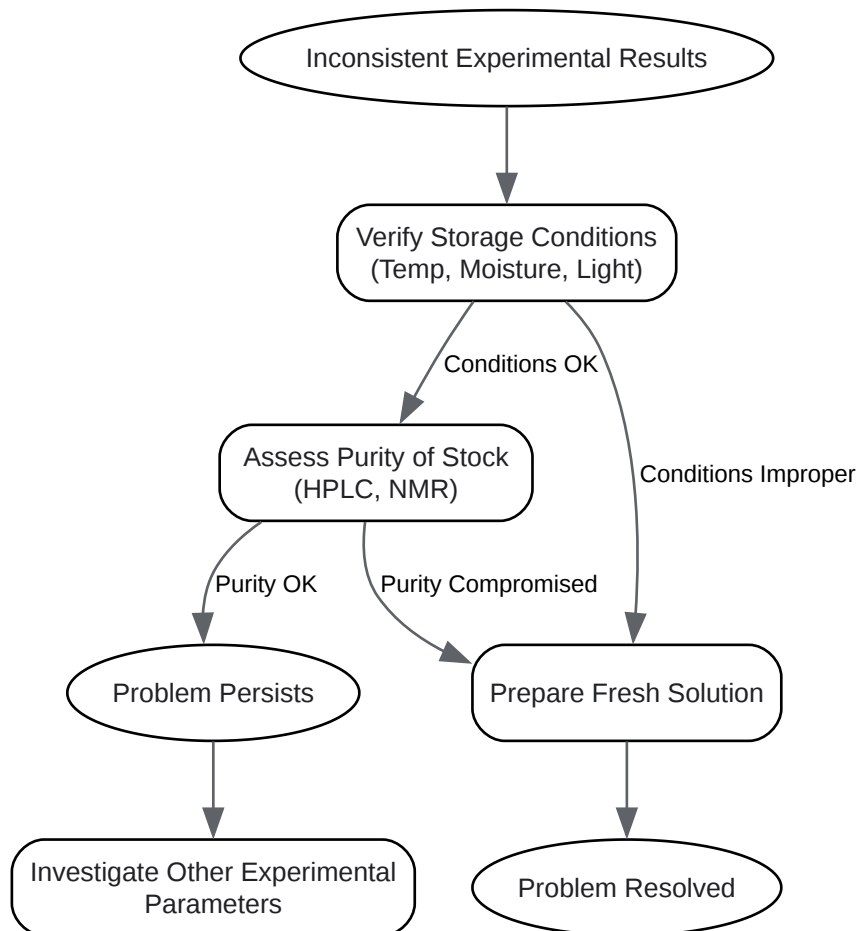 Inconsistent Experimental Results
Verify Storage Conditions
(Temp, Moisture, Light)
Conditions OK
Assess Purity of Stock
(HPLC, NMR)
Conditions Improper
Purity OK
Purity Compromised
Problem Persists
Prepare Fresh Solution
Investigate Other Experimental
Parameters
Problem Resolved